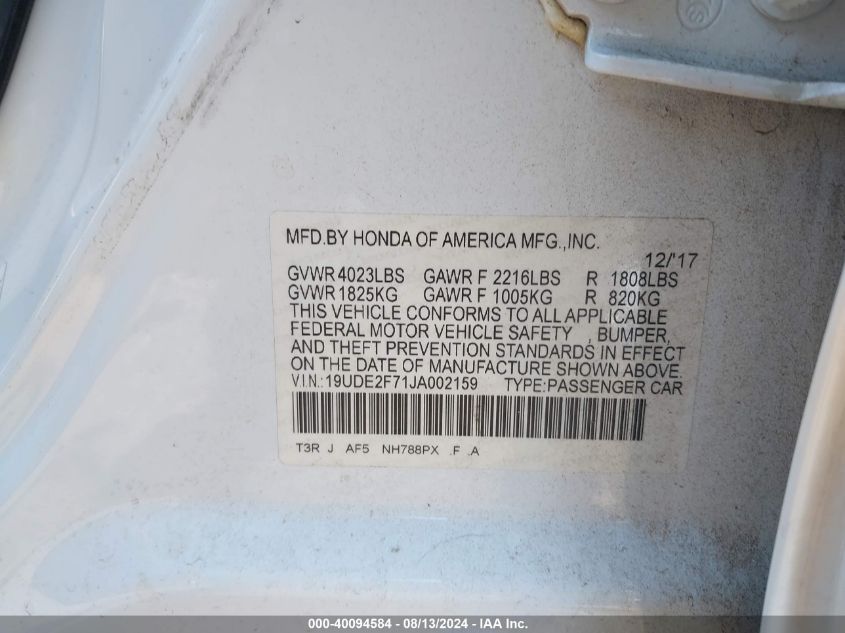 MFD.BY HONDA OF AMERICA MFG.,INC.
12/'17
GVWR 4023LBS GAWR F 2216LBS R 1808LBS
GVWR 1825KG GAWR F 1005KG R 820KG
THIS VEHICLE CONFORMS TO ALL APPLICABLE
FEDERAL MOTOR VEHICLE SAFETY , BUMPER,
AND THEFT PREVENTION STANDARDS IN EFFECT
ON THE DATE OF MANUFACTURE SHOWN ABOVE.
VIN.:19UDE2F71JA002159 TYPE:PASSENGER CAR
T3R J AF5 NH788PX .F .A
000-40094584 - 08/13/2024 - IAA Inc.